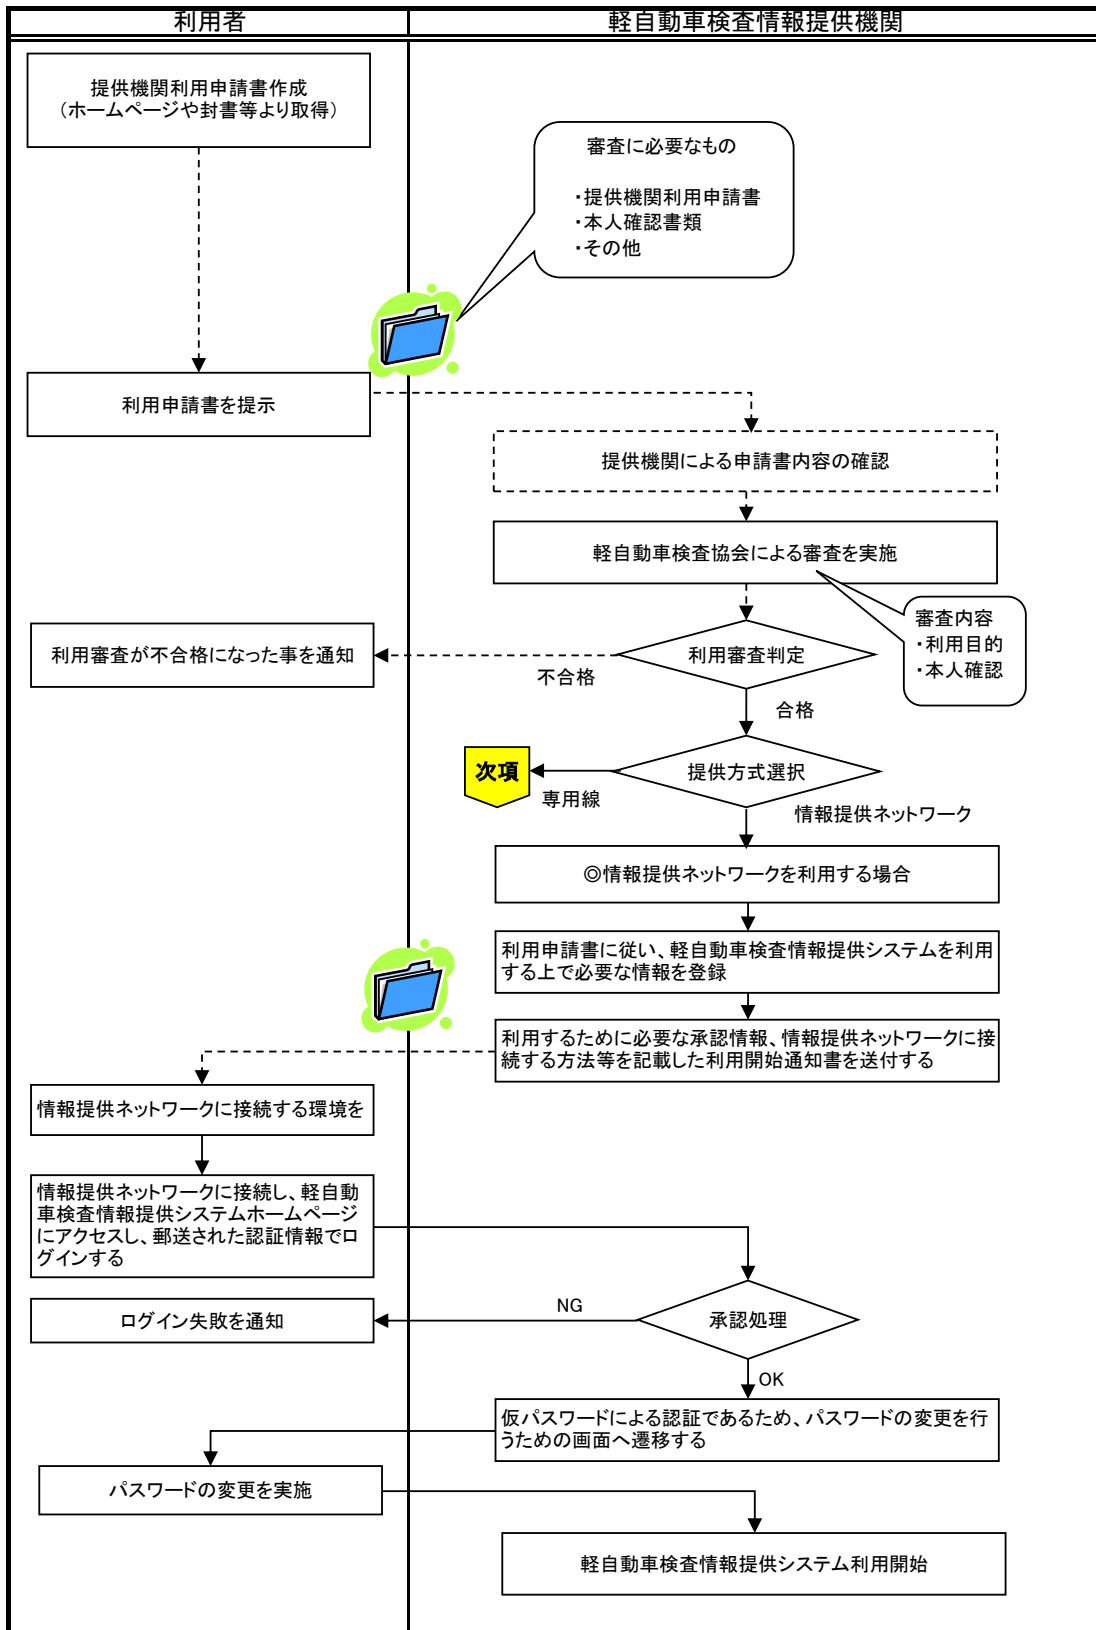 利用者
軽自動車検査情報提供機関
提供機関利用申請書作成
（ホームページや封書等より取得）
審査に必要なもの
・提供機関利用申請書
・本人確認書類
・その他
利用申請書を提示
提供機関による申請書内容の確認
軽自動車検査協会による審査を実施
審査内容
・利用目的
・本人確認
利用審査判定
利用審査が不合格になった事を通知
不合格
合格
提供方式選択
次項
専用線
情報提供ネットワーク
◎情報提供ネットワークを利用する場合
利用申請書に従い、軽自動車検査情報提供システムを利用
する上で必要な情報を登録
利用するために必要な承認情報、情報提供ネットワークに接
続する方法等を記載した利用開始通知書を送付する
情報提供ネットワークに接続する環境を
情報提供ネットワークに接続し、軽自動
車検査情報提供システムホームページ
にアクセスし、郵送された認証情報でロ
グインする
承認処理
NG
ログイン失敗を通知
OK
仮パスワードによる認証であるため、パスワードの変更を行
うための画面へ遷移する
パスワードの変更を実施
軽自動車検査情報提供システム利用開始